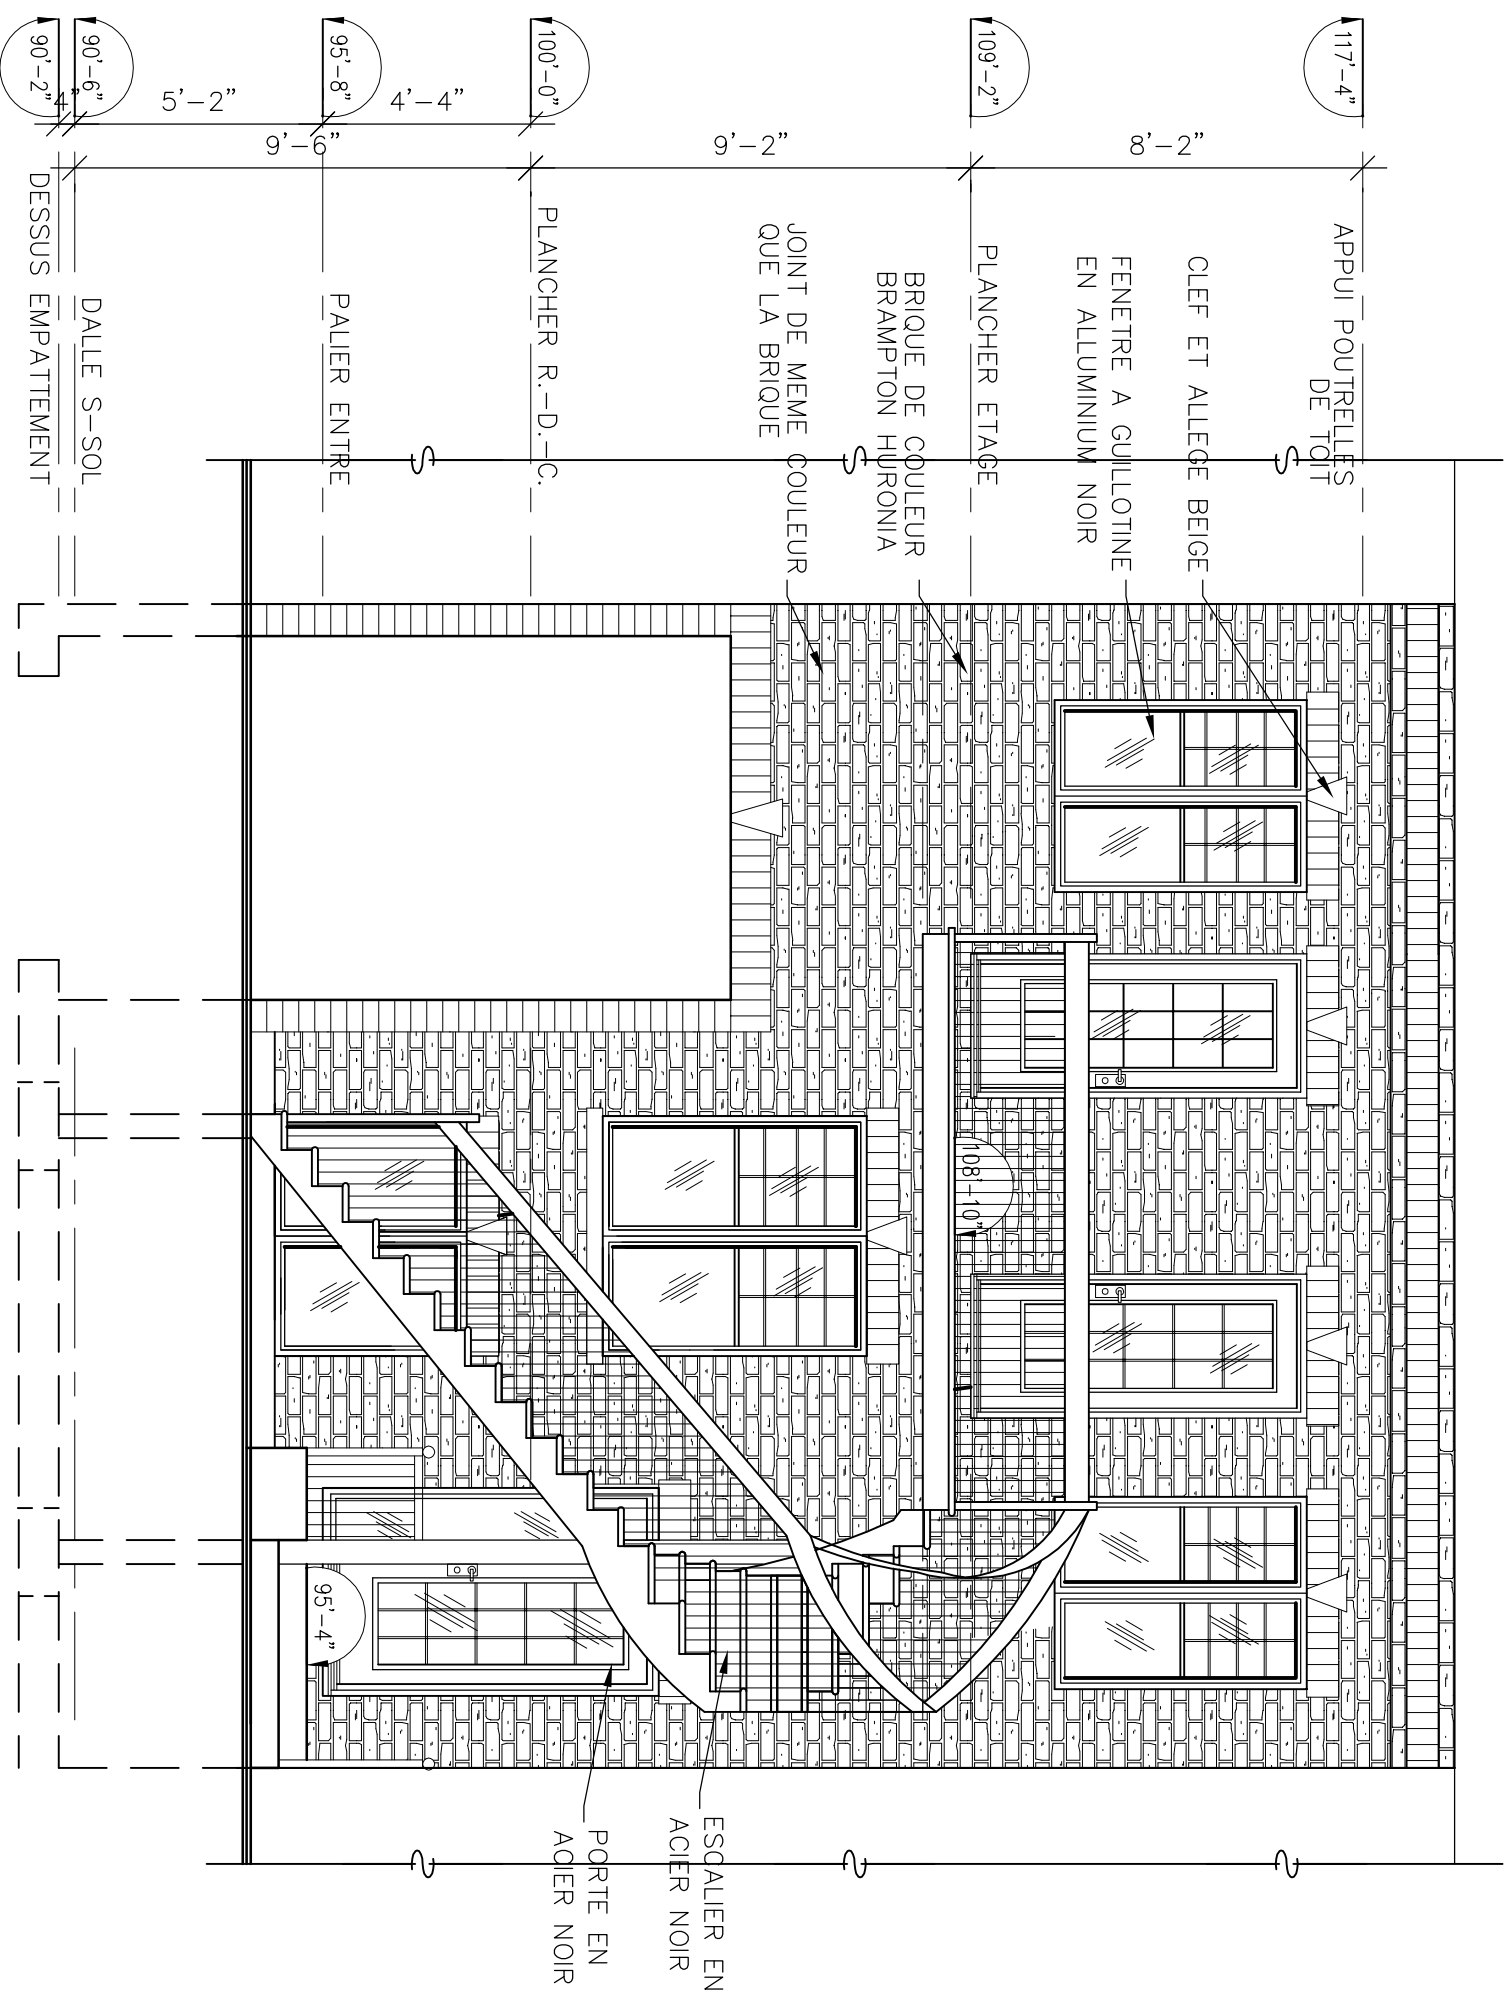 117'-4"
109'-2"
100'-0"
95'-8"
90'-6"
90'-2"
8'-2"
9'-2"
9'-6"
4'-4"
5'-2"
4"
APPUI POUTRELLES
DE TOIT
CLEF ET ALLEGE BEIGE
FENETRE A GUILLOTINE
EN ALLUMINIUM NOIR
PLANCHER ETAGE
BRIQUE DE COULEUR
BRAMPTON HURONIA
JOINT DE MEME COULEUR
QUE LA BRIQUE
PLANCHER R.-D.-C.
PALIER ENTRE
DALLE S-SOL
DESSUS EMPATTEMENT
108'-10"
95'-4"
ESCALIER EN
ACIER NOIR
PORTE EN
ACIER NOIR